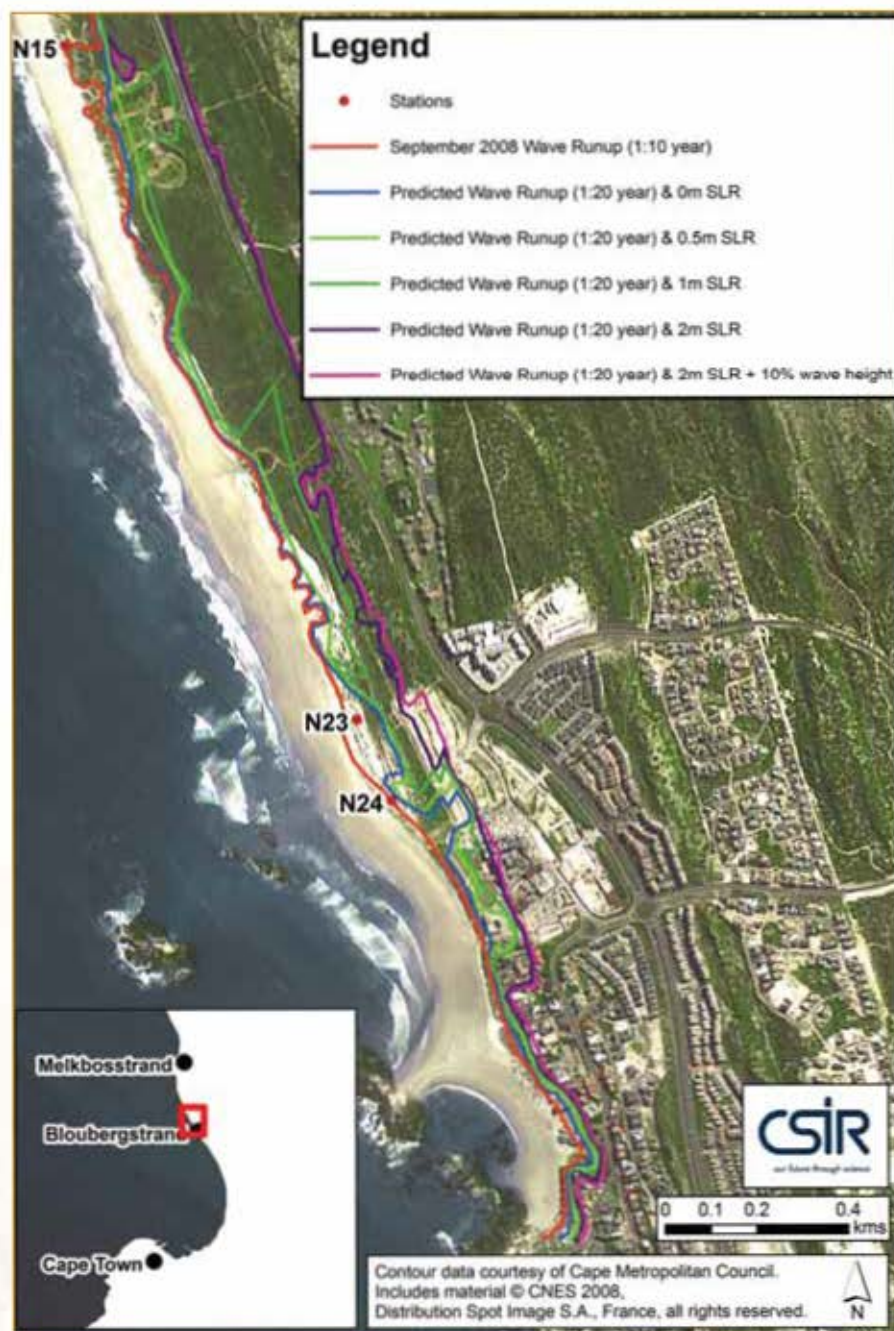 N15
Legend
Stations
September 2008 Wave Runup (1:10 year)
Predicted Wave Runup (1:20 year) & 0m SLR
Predicted Wave Runup (1:20 year) & 0.5m SLR
Predicted Wave Runup (1:20 year) & 1m SLR
Predicted Wave Runup (1:20 year) & 2m SLR
Predicted Wave Runup (1:20 year) & 2m SLR + 10% wave height
N23
N24
Melkbosstrand
Bloubergstrand
Cape Town
CSIR
our future through science
0 0.1 0.2 0.4
kms
Contour data courtesy of Cape Metropolitan Council.
Includes material © CNES 2008,
Distribution Spot Image S.A., France, all rights reserved.
N